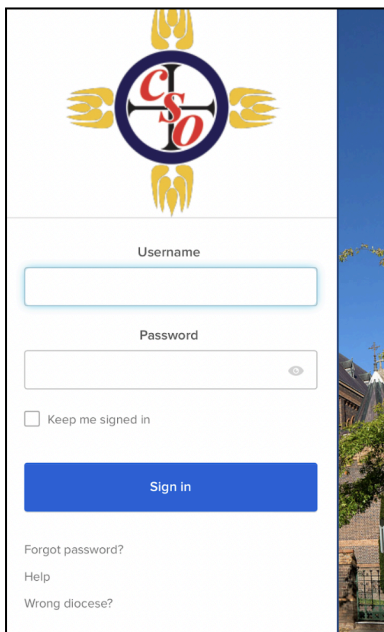 CSO
Username
Password
Keep me signed in
Sign in
Forgot password?
Help
Wrong diocese?